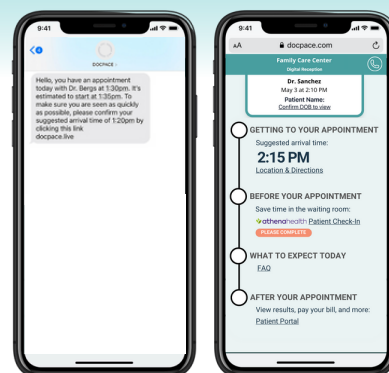 9:41
DOCPACE
Hello, you have an appointment
today with Dr. Bergs at 1:30pm. It's
estimated to start at 1:35pm. To
make sure you are seen as quickly
as possible, please confirm your
suggested arrival time of 1:20pm by
clicking this link
docpace.live
9:41
AA docpace.com
Family Care Center
Digital Reception
Dr. Sanchez
May 3 at 2:10 PM
Patient Name:
Confirm DOB to view
GETTING TO YOUR APPOINTMENT
Suggested arrival time:
2:15 PM
Location & Directions
BEFORE YOUR APPOINTMENT
Save time in the waiting room:
athenahealth Patient Check-In
PLEASE COMPLETE
WHAT TO EXPECT TODAY
FAQ
AFTER YOUR APPOINTMENT
View results, pay your bill, and more:
Patient Portal